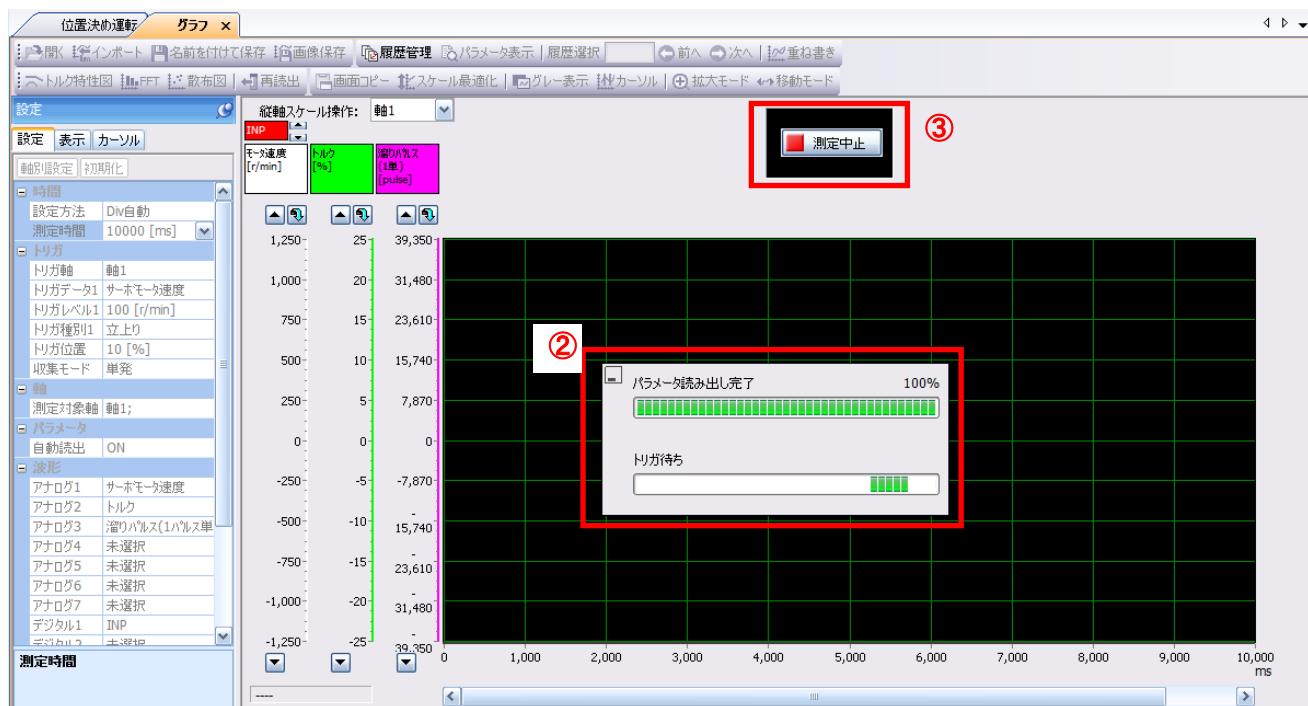 位置決め運転 グラフ ×
開く インポート 名前を付けて保存 画像保存 履歴管理 パラメータ表示 履歴選択 前へ 次へ 重ね書き
トルク特性図 FFT 散布図 再読出 画面コピー スケール最適化 グレー表示 カーソル 拡大モード 移動モード
設定
設定 表示 カーソル
軸別設定 初期化
時間
設定方法 Div自動
測定時間 10000 [ms]
トリガ
トリガ軸 軸1
トリガデータ1 サーボモータ速度
トリガレベル1 100 [r/min]
トリガ種別1 立上り
トリガ位置 10 [%]
収集モード 単発
軸
測定対象軸 軸1;
パラメータ
自動読出 ON
波形
アナログ1 サーボモータ速度
アナログ2 トルク
アナログ3 溜りパルス(1パルス単
アナログ4 未選択
アナログ5 未選択
アナログ6 未選択
アナログ7 未選択
デジタル1 INP
デジタル2 未選択
測定時間
縦軸スケール操作: 軸1
INP
モータ速度
[r/min]
トルク
[%]
溜りパルス
(1単)
[pulse]
③
測定中止
1,250 25 39,350
1,000 20 31,480
750 15 23,610
500 10 15,740
250 5 7,870
0 0 0
-250 -5 -7,870
-500 -10 -15,740
-750 -15 -23,610
-1,000 -20 -31,480
-1,250 -25 -39,350
②
パラメータ読み出し完了 100%
トリガ待ち
0 1,000 2,000 3,000 4,000 5,000 6,000 7,000 8,000 9,000 10,000
ms
----